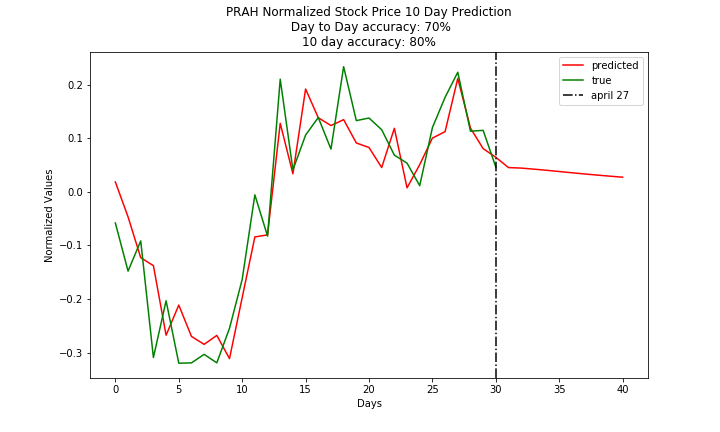 PRAH Normalized Stock Price 10 Day Prediction
Day to Day accuracy: 70%
10 day accuracy: 80%
predicted
true
april 27
Normalized Values
0.2
0.1
0.0
−0.1
−0.2
−0.3
0 5 10 15 20 25 30 35 40
Days